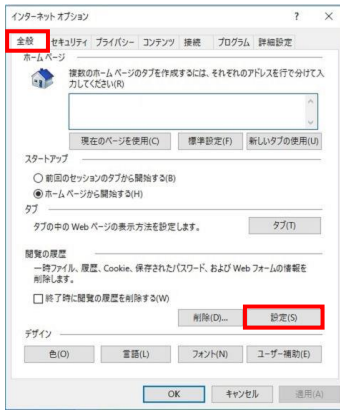 インターネット オプション
? ×
全般 セキュリティ プライバシー コンテンツ 接続 プログラム 詳細設定
ホーム ページ
複数のホーム ページのタブを作成するには、それぞれのアドレスを行で分けて入
力してください(R)
現在のページを使用(C) 標準設定(F) 新しいタブの使用(U)
スタートアップ
前回のセッションのタブから開始する(B)
ホーム ページから開始する(H)
タブ
タブの中の Web ページの表示方法を設定します。 タブ(T)
閲覧の履歴
一時ファイル、履歴、Cookie、保存されたパスワード、および Web フォームの情報を
削除します。
終了時に閲覧の履歴を削除する(W)
削除(D)... 設定(S)
デザイン
色(O) 言語(L) フォント(N) ユーザー補助(E)
OK キャンセル 適用(A)